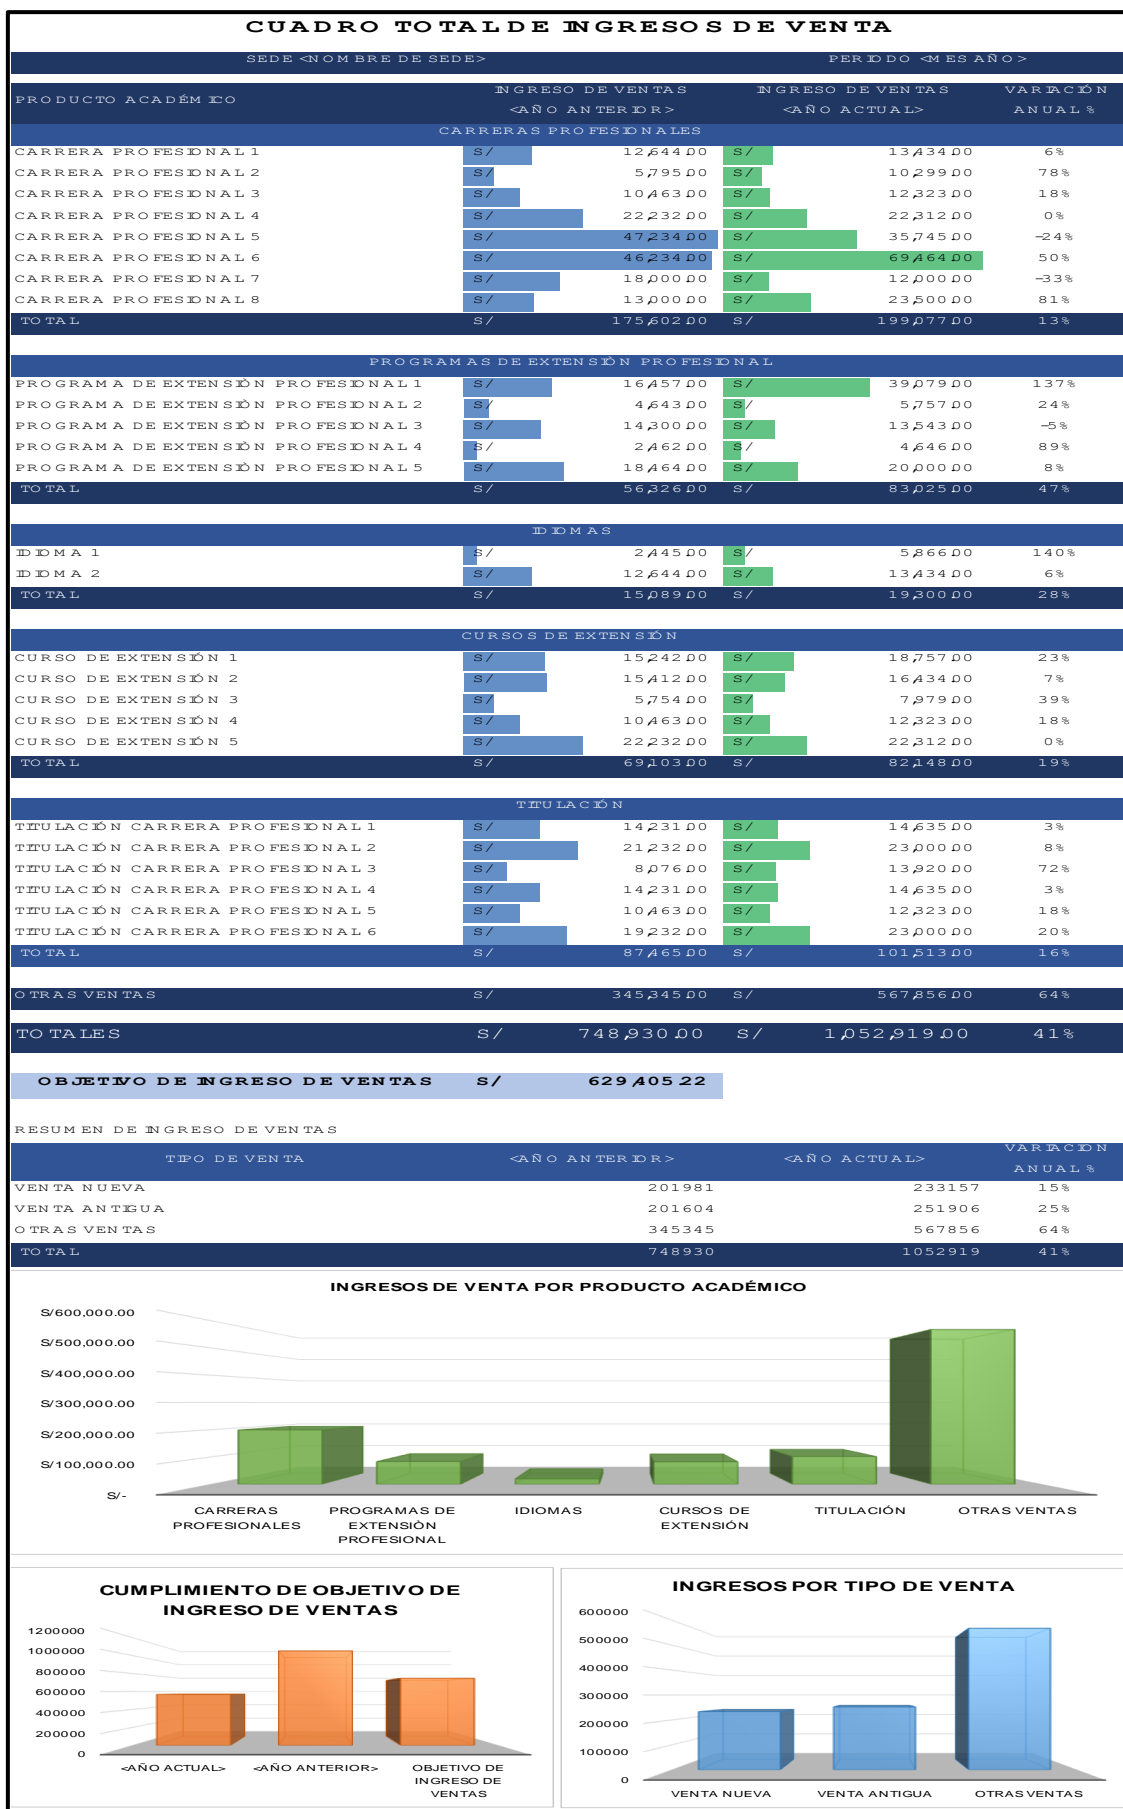 CUADRO TOTAL DE INGRESOS DE VENTA
SEDE <NOMBRE DE SEDE> PERIODO <MES AÑO>
PRODUCTO ACADÉMICO INGRESO DE VENTAS <AÑO ANTERIOR> INGRESO DE VENTAS <AÑO ACTUAL> VARIACIÓN ANUAL %
CARRERAS PROFESIONALES
CARRERA PROFESIONAL 1 S/ 12,644.00 S/ 13,434.00 6%
CARRERA PROFESIONAL 2 S/ 5,795.00 S/ 10,299.00 78%
CARRERA PROFESIONAL 3 S/ 10,463.00 S/ 12,323.00 18%
CARRERA PROFESIONAL 4 S/ 22,232.00 S/ 22,312.00 0%
CARRERA PROFESIONAL 5 S/ 47,234.00 S/ 35,745.00 -24%
CARRERA PROFESIONAL 6 S/ 46,234.00 S/ 69,464.00 50%
CARRERA PROFESIONAL 7 S/ 18,000.00 S/ 12,000.00 -33%
CARRERA PROFESIONAL 8 S/ 13,000.00 S/ 23,500.00 81%
TOTAL S/ 175,602.00 S/ 199,077.00 13%
PROGRAMAS DE EXTENSIÒN PROFESIONAL
PROGRAMA DE EXTENSIÒN PROFESIONAL 1 S/ 16,457.00 S/ 39,079.00 137%
PROGRAMA DE EXTENSIÒN PROFESIONAL 2 S/ 4,643.00 S/ 5,757.00 24%
PROGRAMA DE EXTENSIÒN PROFESIONAL 3 S/ 14,300.00 S/ 13,543.00 -5%
PROGRAMA DE EXTENSIÒN PROFESIONAL 4 S/ 2,462.00 S/ 4,646.00 89%
PROGRAMA DE EXTENSIÒN PROFESIONAL 5 S/ 18,464.00 S/ 20,000.00 8%
TOTAL S/ 56,326.00 S/ 83,025.00 47%
IDIOMAS
IDIOMA 1 S/ 2,445.00 S/ 5,866.00 140%
IDIOMA 2 S/ 12,644.00 S/ 13,434.00 6%
TOTAL S/ 15,089.00 S/ 19,300.00 28%
CURSOS DE EXTENSIÓN
CURSO DE EXTENSIÓN 1 S/ 15,242.00 S/ 18,757.00 23%
CURSO DE EXTENSIÓN 2 S/ 15,412.00 S/ 16,434.00 7%
CURSO DE EXTENSIÓN 3 S/ 5,754.00 S/ 7,979.00 39%
CURSO DE EXTENSIÓN 4 S/ 10,463.00 S/ 12,323.00 18%
CURSO DE EXTENSIÓN 5 S/ 22,232.00 S/ 22,312.00 0%
TOTAL S/ 69,103.00 S/ 82,148.00 19%
TITULACIÓN
TITULACIÓN CARRERA PROFESIONAL 1 S/ 14,231.00 S/ 14,635.00 3%
TITULACIÓN CARRERA PROFESIONAL 2 S/ 21,232.00 S/ 23,000.00 8%
TITULACIÓN CARRERA PROFESIONAL 3 S/ 8,076.00 S/ 13,920.00 72%
TITULACIÓN CARRERA PROFESIONAL 4 S/ 14,231.00 S/ 14,635.00 3%
TITULACIÓN CARRERA PROFESIONAL 5 S/ 10,463.00 S/ 12,323.00 18%
TITULACIÓN CARRERA PROFESIONAL 6 S/ 19,232.00 S/ 23,000.00 20%
TOTAL S/ 87,465.00 S/ 101,513.00 16%
OTRAS VENTAS S/ 345,345.00 S/ 567,856.00 64%
TOTALES S/ 748,930.00 S/ 1,052,919.00 41%
OBJETIVO DE INGRESO DE VENTAS S/ 629,405.22
RESUMEN DE INGRESO DE VENTAS
TIPO DE VENTA <AÑO ANTERIOR> <AÑO ACTUAL> VARIACIÓN ANUAL %
VENTA NUEVA 201981 233157 15%
VENTA ANTIGUA 201604 251906 25%
OTRAS VENTAS 345345 567856 64%
TOTAL 748930 1052919 41%
INGRESOS DE VENTA POR PRODUCTO ACADÉMICO
S/600,000.00
S/500,000.00
S/400,000.00
S/300,000.00
S/200,000.00
S/100,000.00
S/-
CARRERAS PROFESIONALES
PROGRAMAS DE EXTENSIÒN PROFESIONAL
IDIOMAS
CURSOS DE EXTENSIÓN
TITULACIÓN
OTRAS VENTAS
CUMPLIMIENTO DE OBJETIVO DE
INGRESO DE VENTAS
1200000
1000000
800000
600000
400000
200000
0
<AÑO ACTUAL>
<AÑO ANTERIOR>
OBJETIVO DE INGRESO DE VENTAS
INGRESOS POR TIPO DE VENTA
600000
500000
400000
300000
200000
100000
0
VENTA NUEVA
VENTA ANTIGUA
OTRAS VENTAS